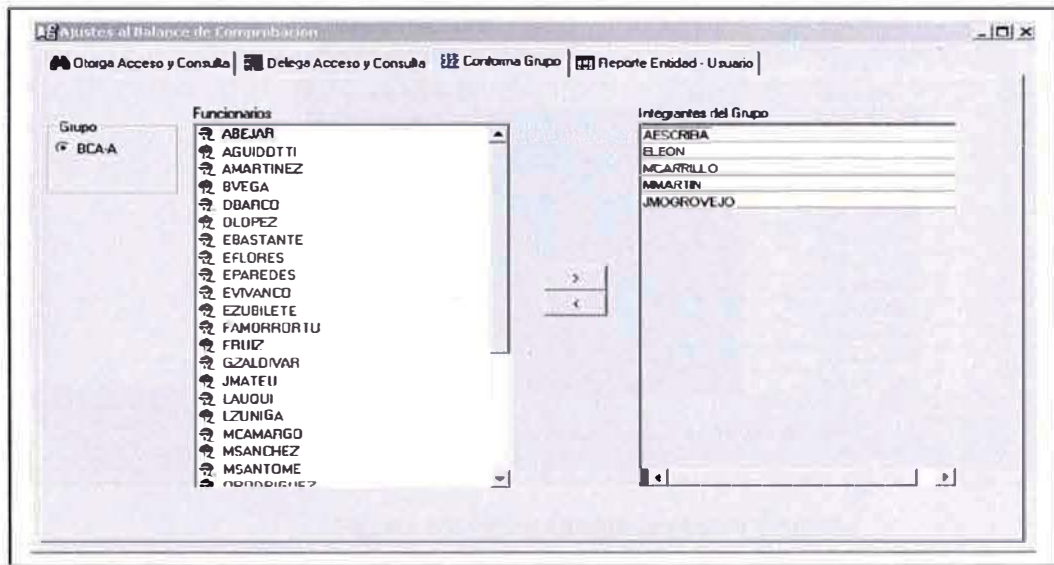 Ajustes al Balance de Comprobacion
Otorga Acceso y Consulta Delega Acceso y Consulta Conforma Grupo Reporte Entidad - Usuario
Grupo
BCA-A
Funcionarios
ABEJAR
AGUIDOTTI
AMARTINEZ
BVEGA
DBARCO
DLOPEZ
EBASTANTE
EFLORES
EPAREDES
EVIVANCO
EZUBILETE
FAMORRORTU
FRUIZ
GZALDIVAR
JMATEU
LAUQUI
LZUNIGA
MCAMARGO
MSANCHEZ
MSANTOME
ORODRIGUEZ
>
<
Integrantes del Grupo
AESCRIBA
ELEON
MCARRILLO
MMARTIN
JMOGROVEJO